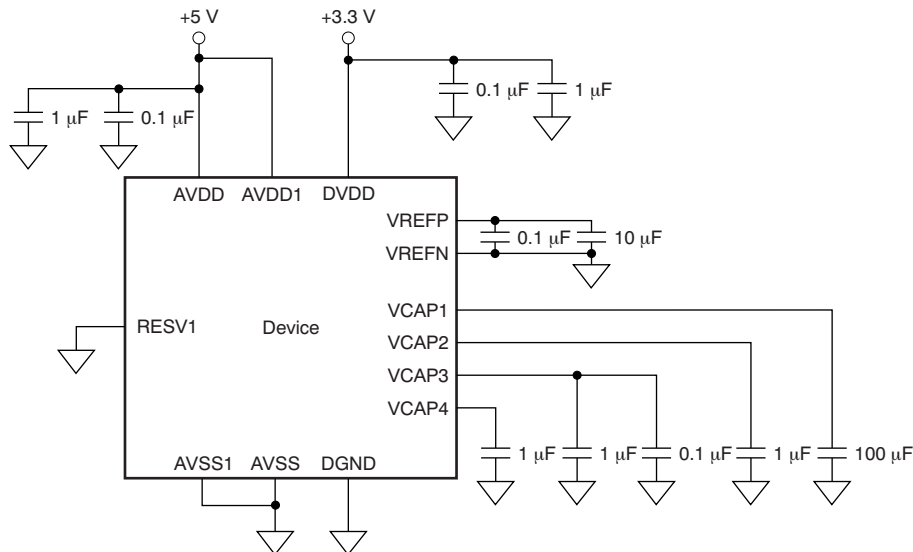 +5 V
+3.3 V
1 μF
0.1 μF
0.1 μF
1 μF
AVDD
AVDD1
DVDD
VREFP
0.1 μF
10 μF
VREFN
VCAP1
RESV1
Device
VCAP2
VCAP3
VCAP4
1 μF
1 μF
0.1 μF
1 μF
100 μF
AVSS1
AVSS
DGND